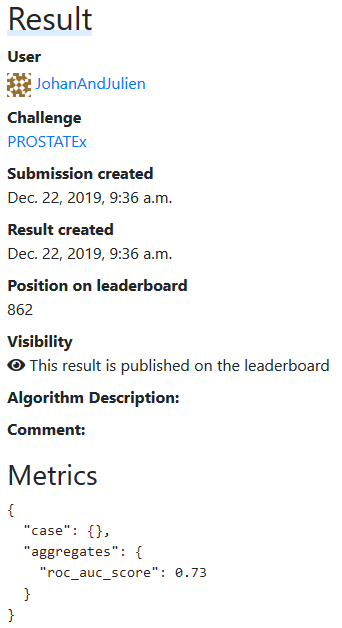 Result
User
JohanAndJulien
Challenge
PROSTATEx
Submission created
Dec. 22, 2019, 9:36 a.m.
Result created
Dec. 22, 2019, 9:36 a.m.
Position on leaderboard
862
Visibility
This result is published on the leaderboard
Algorithm Description:
Comment:
Metrics
{
  "case": {},
  "aggregates": {
    "roc_auc_score": 0.73
  }
}